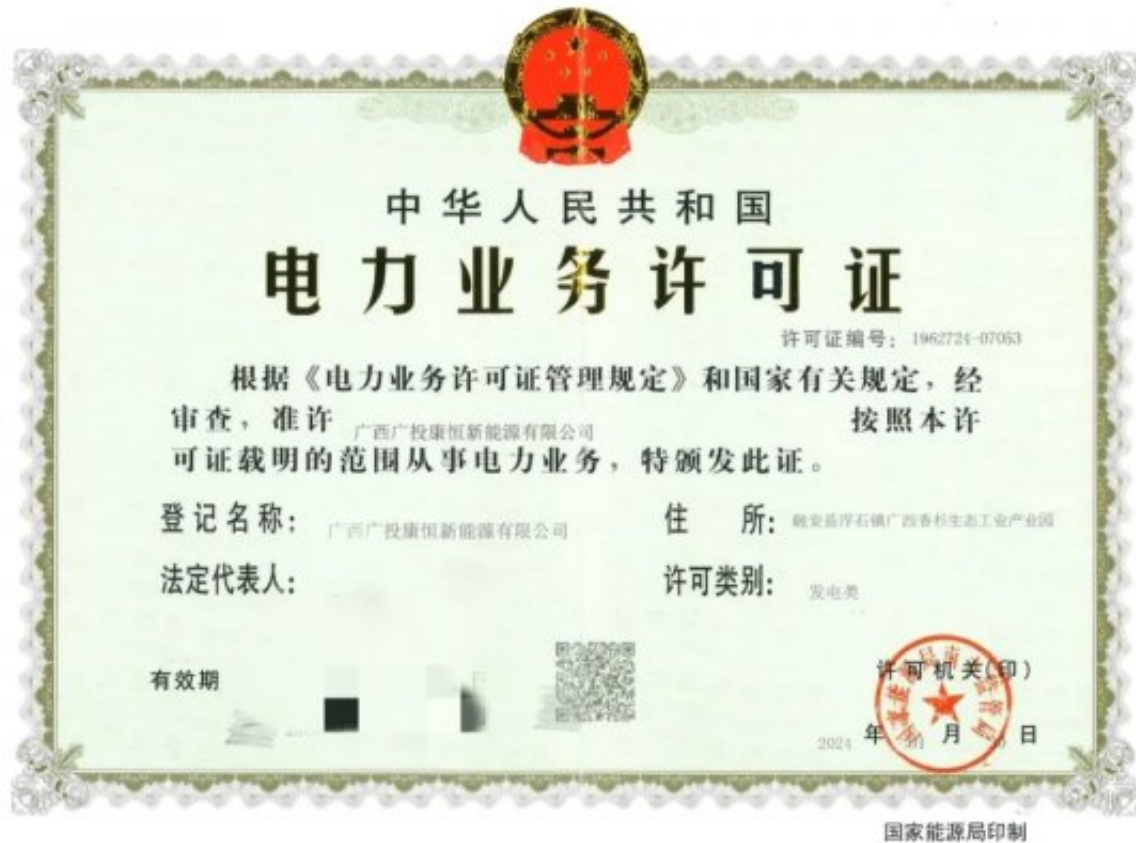 中华人民共和国
电力业务许可证
许可证编号：1962724-07053
根据《电力业务许可证管理规定》和国家有关规定，经
审查，准许 广西广投康恒新能源有限公司 按照本许
可证载明的范围从事电力业务，特颁发此证。
登记名称： 广西广投康恒新能源有限公司 住 所： 融安县浮石镇广西香杉生态工业产业园
法定代表人： 许可类别： 发电类
有效期
许可机关(印)
2024 年 月 日
国家能源局印制